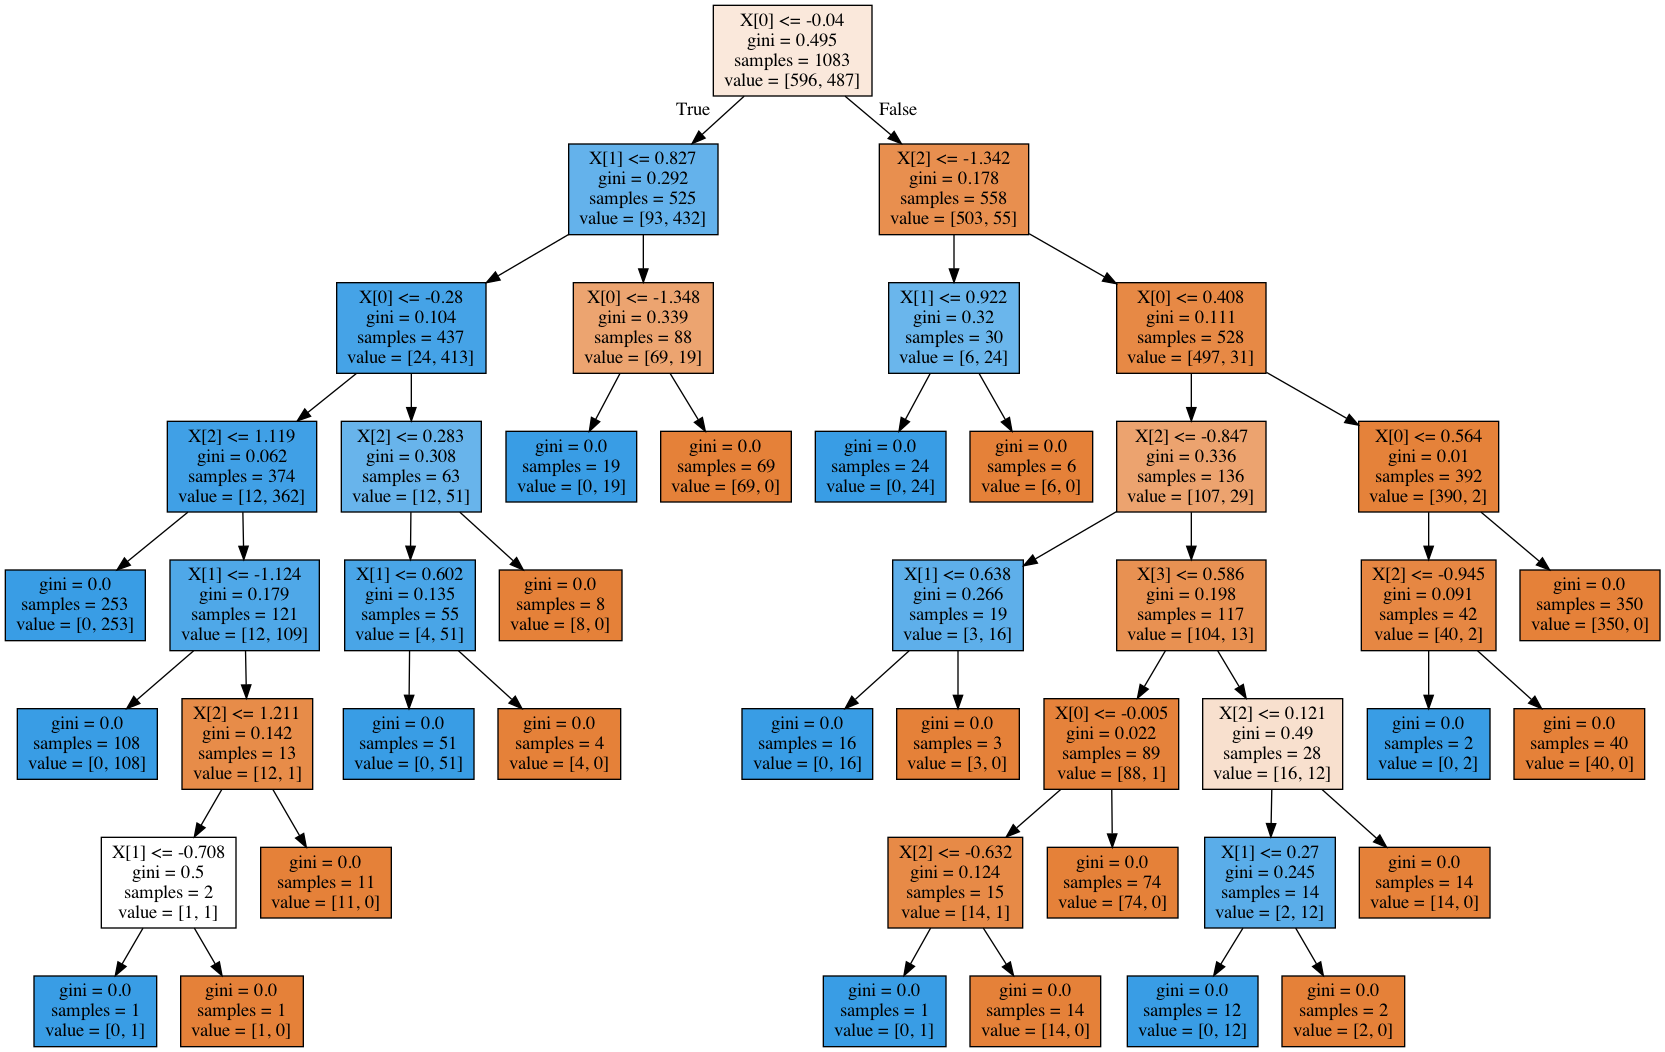 X[0] <= -0.04
gini = 0.495
samples = 1083
value = [596, 487]
True
False
X[1] <= 0.827
gini = 0.292
samples = 525
value = [93, 432]
X[2] <= -1.342
gini = 0.178
samples = 558
value = [503, 55]
X[0] <= -0.28
gini = 0.104
samples = 437
value = [24, 413]
X[0] <= -1.348
gini = 0.339
samples = 88
value = [69, 19]
X[1] <= 0.922
gini = 0.32
samples = 30
value = [6, 24]
X[0] <= 0.408
gini = 0.111
samples = 528
value = [497, 31]
X[2] <= 1.119
gini = 0.062
samples = 374
value = [12, 362]
X[2] <= 0.283
gini = 0.308
samples = 63
value = [12, 51]
gini = 0.0
samples = 19
value = [0, 19]
gini = 0.0
samples = 69
value = [69, 0]
gini = 0.0
samples = 24
value = [0, 24]
gini = 0.0
samples = 6
value = [6, 0]
X[2] <= -0.847
gini = 0.336
samples = 136
value = [107, 29]
X[0] <= 0.564
gini = 0.01
samples = 392
value = [390, 2]
gini = 0.0
samples = 253
value = [0, 253]
X[1] <= -1.124
gini = 0.179
samples = 121
value = [12, 109]
X[1] <= 0.602
gini = 0.135
samples = 55
value = [4, 51]
gini = 0.0
samples = 8
value = [8, 0]
X[1] <= 0.638
gini = 0.266
samples = 19
value = [3, 16]
X[3] <= 0.586
gini = 0.198
samples = 117
value = [104, 13]
X[2] <= -0.945
gini = 0.091
samples = 42
value = [40, 2]
gini = 0.0
samples = 350
value = [350, 0]
gini = 0.0
samples = 108
value = [0, 108]
X[2] <= 1.211
gini = 0.142
samples = 13
value = [12, 1]
gini = 0.0
samples = 51
value = [0, 51]
gini = 0.0
samples = 4
value = [4, 0]
gini = 0.0
samples = 16
value = [0, 16]
gini = 0.0
samples = 3
value = [3, 0]
X[0] <= -0.005
gini = 0.022
samples = 89
value = [88, 1]
X[2] <= 0.121
gini = 0.49
samples = 28
value = [16, 12]
gini = 0.0
samples = 2
value = [0, 2]
gini = 0.0
samples = 40
value = [40, 0]
X[1] <= -0.708
gini = 0.5
samples = 2
value = [1, 1]
gini = 0.0
samples = 11
value = [11, 0]
X[2] <= -0.632
gini = 0.124
samples = 15
value = [14, 1]
gini = 0.0
samples = 74
value = [74, 0]
X[1] <= 0.27
gini = 0.245
samples = 14
value = [2, 12]
gini = 0.0
samples = 14
value = [14, 0]
gini = 0.0
samples = 1
value = [0, 1]
gini = 0.0
samples = 1
value = [1, 0]
gini = 0.0
samples = 1
value = [0, 1]
gini = 0.0
samples = 14
value = [14, 0]
gini = 0.0
samples = 12
value = [0, 12]
gini = 0.0
samples = 2
value = [2, 0]